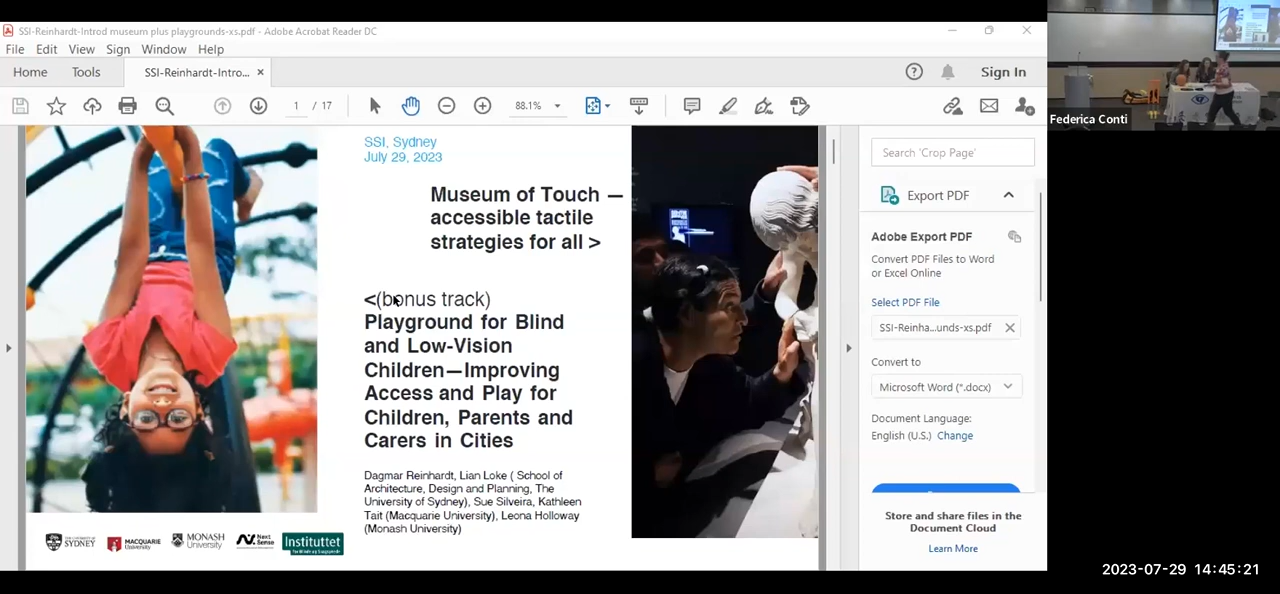 SSI-Reinhardt-Introd museum plus playgrounds-xs.pdf - Adobe Acrobat Reader DC
File Edit View Sign Window Help
Home Tools SSI-Reinhardt-Intro... × Sign In
1 / 17 88.1%
SSI, Sydney
July 29, 2023
Museum of Touch —
accessible tactile
strategies for all >
<(bonus track)
Playground for Blind
and Low-Vision
Children—Improving
Access and Play for
Children, Parents and
Carers in Cities
Dagmar Reinhardt, Lian Loke ( School of
Architecture, Design and Planning, The
University of Sydney), Sue Silveira, Kathleen
Tait (Macquarie University), Leona Holloway
(Monash University)
SYDNEY
MACQUARIE
University
MONASH
University
Next
Sense
Instituttet
Search 'Crop Page'
Export PDF
Adobe Export PDF
Convert PDF Files to Word
or Excel Online
Select PDF File
SSI-Reinha...unds-xs.pdf
Convert to
Microsoft Word (*.docx)
Document Language:
English (U.S.) Change
Store and share files in the
Document Cloud
Learn More
Federica Conti
2023-07-29 14:45:21